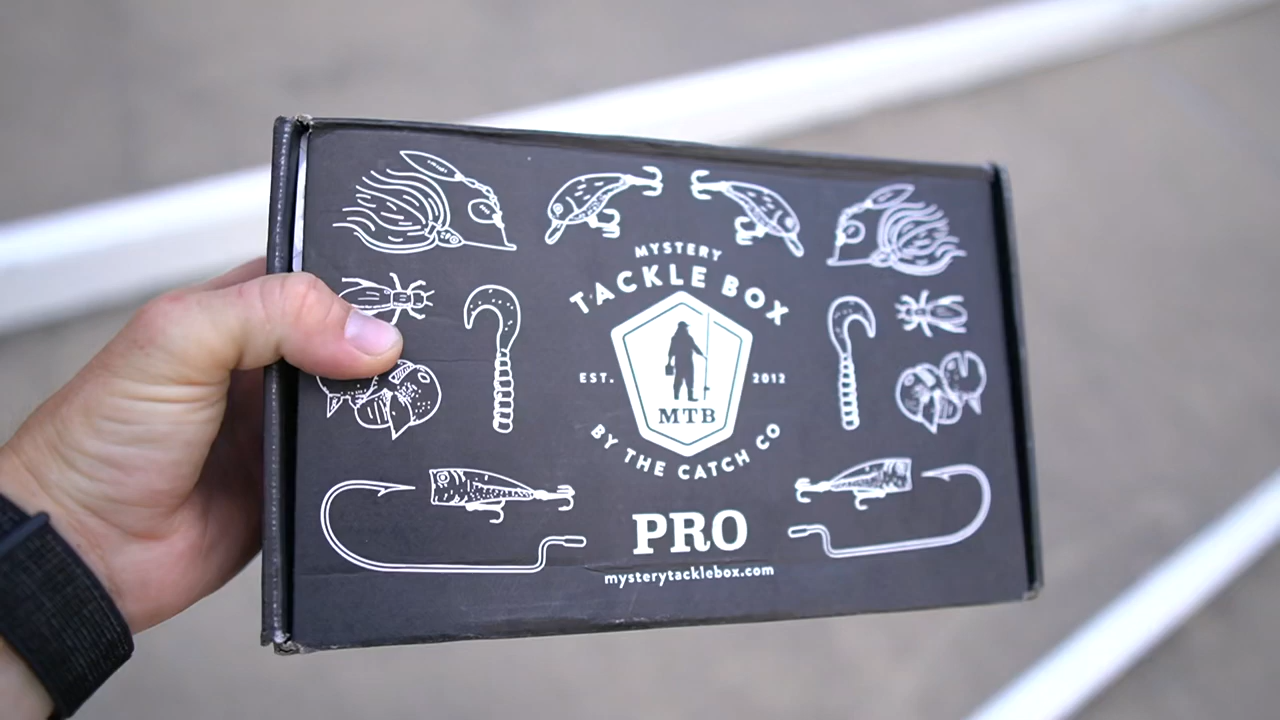 MYSTERY
TACKLE BOX
EST. 2012
MTB
BY THE CATCH CO
PRO
mysterytacklebox.com